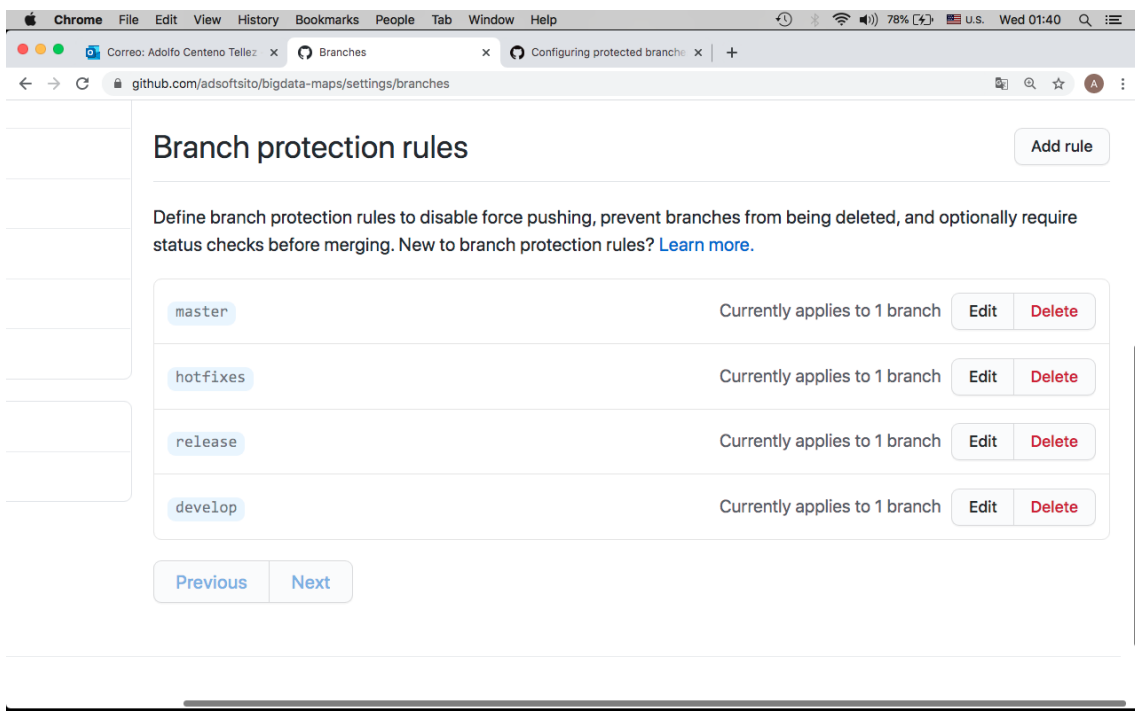 Chrome File Edit View History Bookmarks People Tab Window Help 78% U.S. Wed 01:40
Correo: Adolfo Centeno Tellez Branches Configuring protected branche
github.com/adsoftsito/bigdata-maps/settings/branches A
Branch protection rules Add rule
Define branch protection rules to disable force pushing, prevent branches from being deleted, and optionally require
status checks before merging. New to branch protection rules? Learn more.
master Currently applies to 1 branch Edit Delete
hotfixes Currently applies to 1 branch Edit Delete
release Currently applies to 1 branch Edit Delete
develop Currently applies to 1 branch Edit Delete
Previous Next